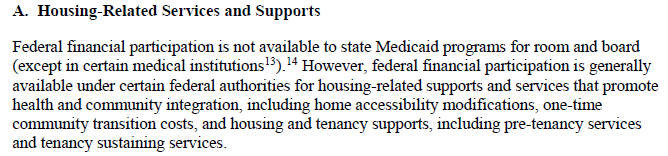 A. Housing-Related Services and Supports
Federal financial participation is not available to state Medicaid programs for room and board
(except in certain medical institutions¹³).¹⁴ However, federal financial participation is generally
available under certain federal authorities for housing-related supports and services that promote
health and community integration, including home accessibility modifications, one-time
community transition costs, and housing and tenancy supports, including pre-tenancy services
and tenancy sustaining services.